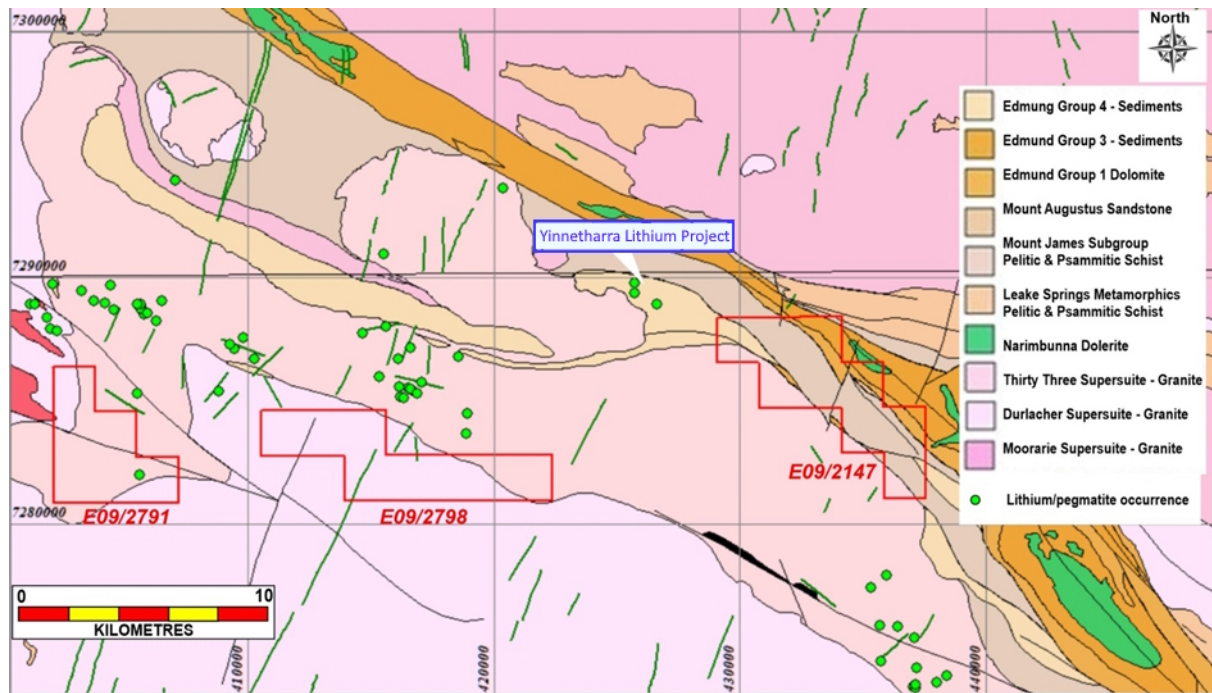 7300000
North
Edmung Group 4 - Sediments
Edmund Group 3 - Sediments
Edmund Group 1 Dolomite
Mount Augustus Sandstone
Mount James Subgroup
Pelitic & Psammitic Schist
Leake Springs Metamorphics
Pelitic & Psammitic Schist
Narimbunna Dolerite
Thirty Three Supersuite - Granite
Durlacher Supersuite - Granite
Moorarie Supersuite - Granite
Lithium/pegmatite occurrence
Yinnetharra Lithium Project
7290000
E09/2147
E09/2791
E09/2798
7280000
0 10
KILOMETRES
410000
420000
430000
440000